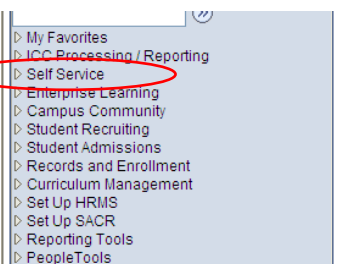 My Favorites
ICC Processing / Reporting
Self Service
Enterprise Learning
Campus Community
Student Recruiting
Student Admissions
Records and Enrollment
Curriculum Management
Set Up HRMS
Set Up SACR
Reporting Tools
PeopleTools